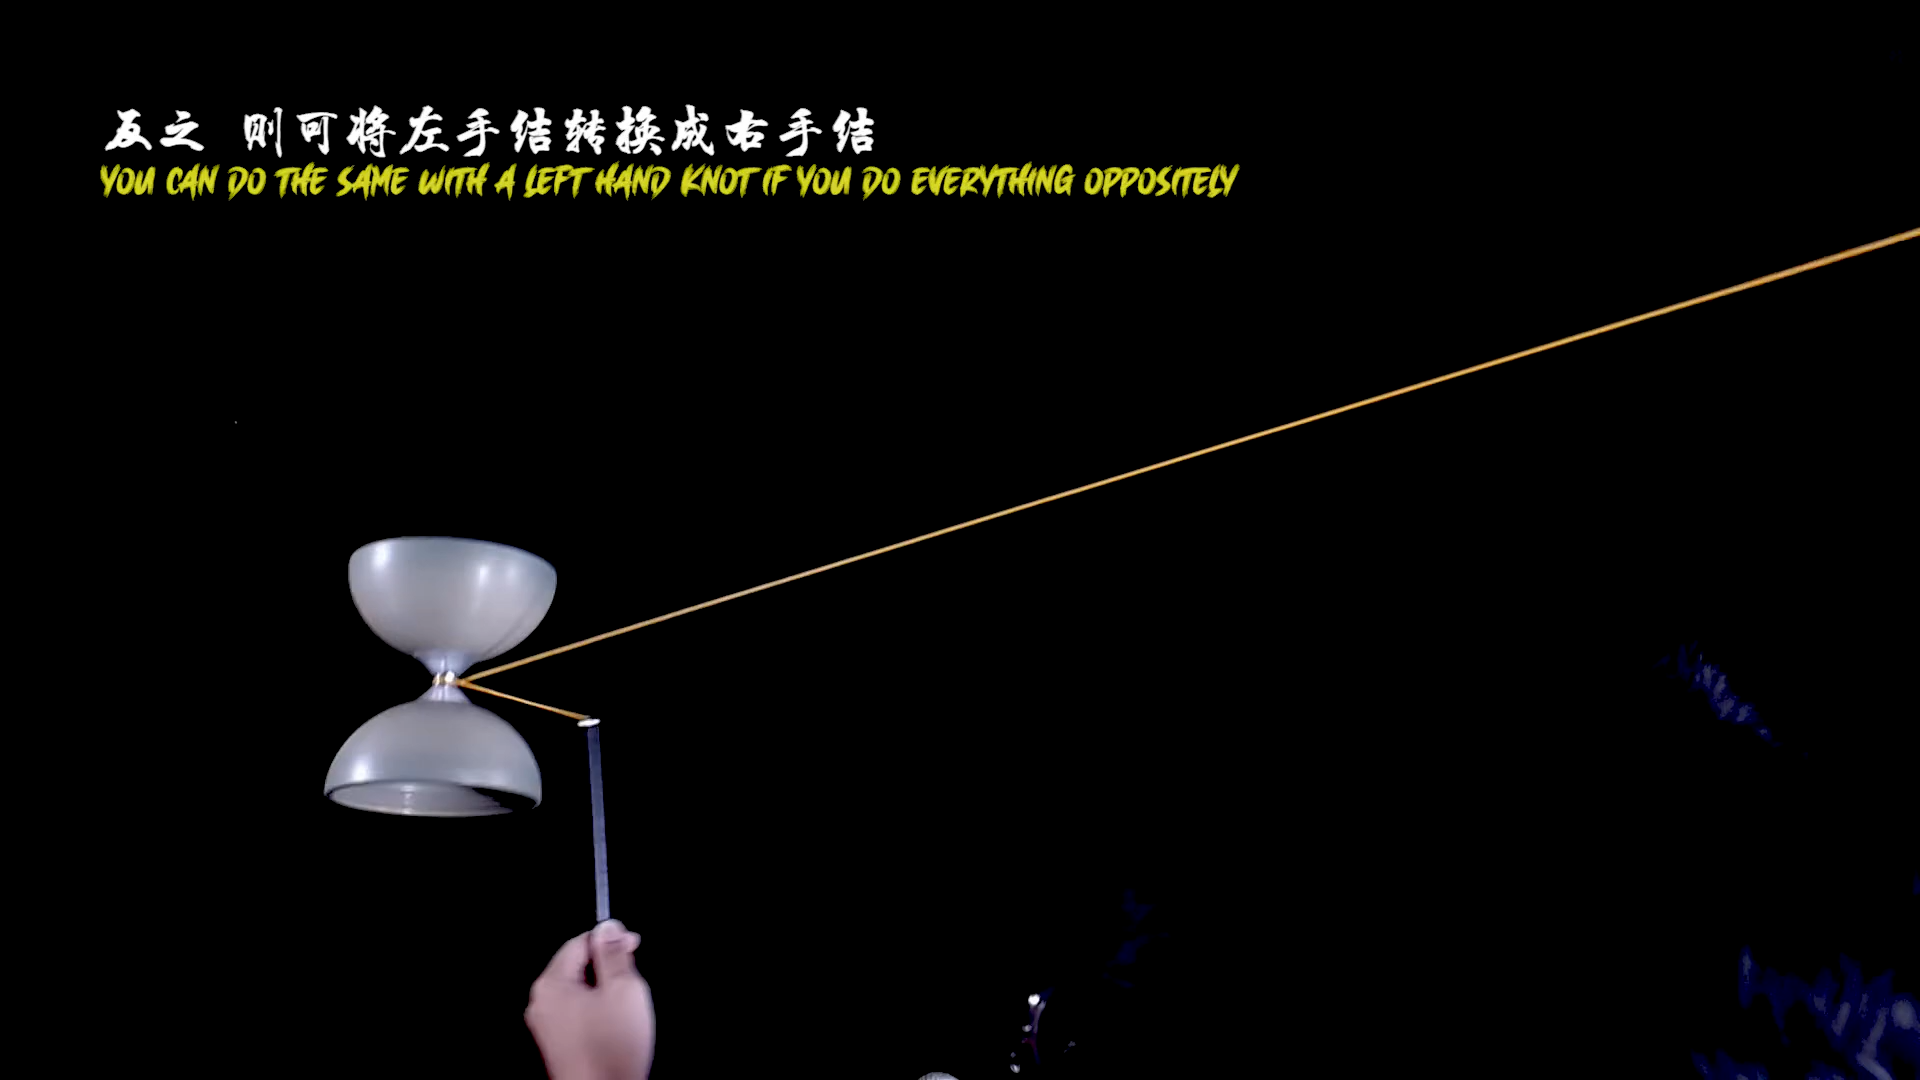 反之 则可将左手结转换成右手结
YOU CAN DO THE SAME WITH A LEFT HAND KNOT IF YOU DO EVERYTHING OPPOSITELY